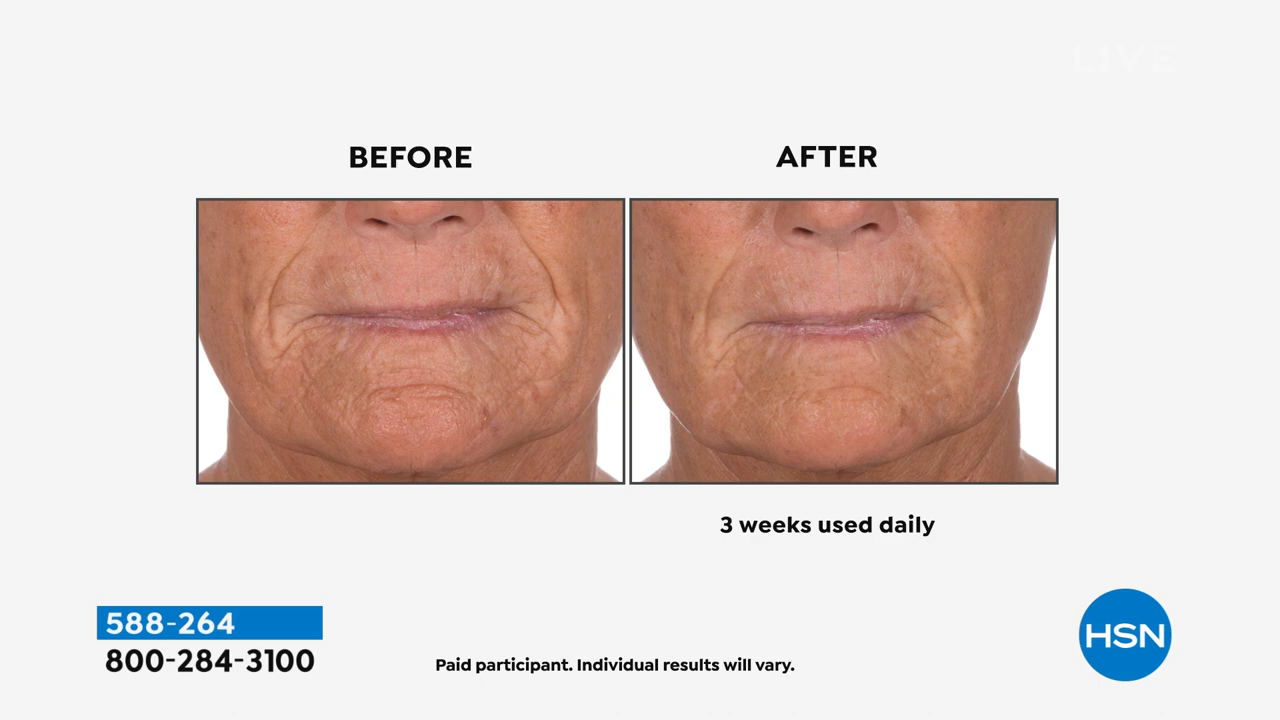 LIVE
BEFORE
AFTER
3 weeks used daily
588-264
800-284-3100
Paid participant. Individual results will vary.
HSN